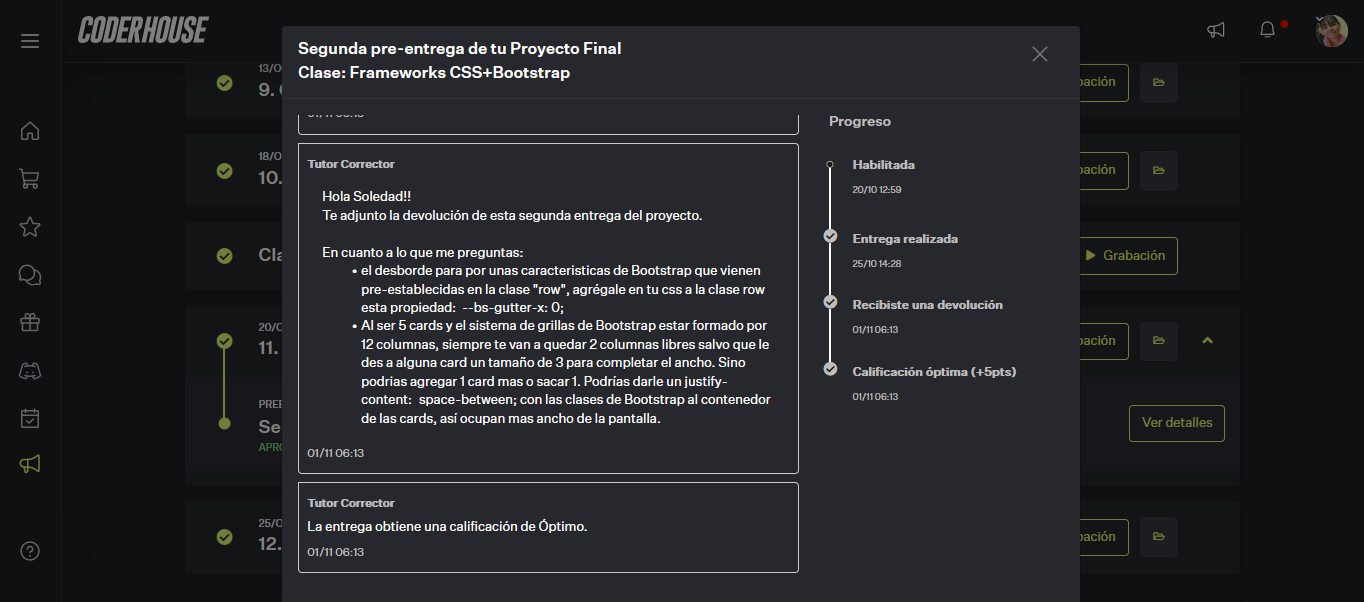 CODERHOUSE
Segunda pre-entrega de tu Proyecto Final
Clase: Frameworks CSS+Bootstrap
13/0
9.
18/0
10.
Cla
20/0
11.
PREE
Se
APRO
25/0
12.
01/11 06:13
Tutor Corrector
Hola Soledad!!
Te adjunto la devolución de esta segunda entrega del proyecto.
En cuanto a lo que me preguntas:
• el desborde para por unas caracteristicas de Bootstrap que vienen
pre-establecidas en la clase "row", agrégale en tu css a la clase row
esta propiedad: --bs-gutter-x: 0;
• Al ser 5 cards y el sistema de grillas de Bootstrap estar formado por
12 columnas, siempre te van a quedar 2 columnas libres salvo que le
des a alguna card un tamaño de 3 para completar el ancho. Sino
podrias agregar 1 card mas o sacar 1. Podrías darle un justify-
content: space-between; con las clases de Bootstrap al contenedor
de las cards, así ocupan mas ancho de la pantalla.
01/11 06:13
Tutor Corrector
La entrega obtiene una calificación de Óptimo.
01/11 06:13
Progreso
Habilitada
20/10 12:59
Entrega realizada
25/10 14:28
Recibiste una devolución
01/11 06:13
Calificación óptima (+5pts)
01/11 06:13
bación
bación
Grabación
bación
Ver detalles
bación